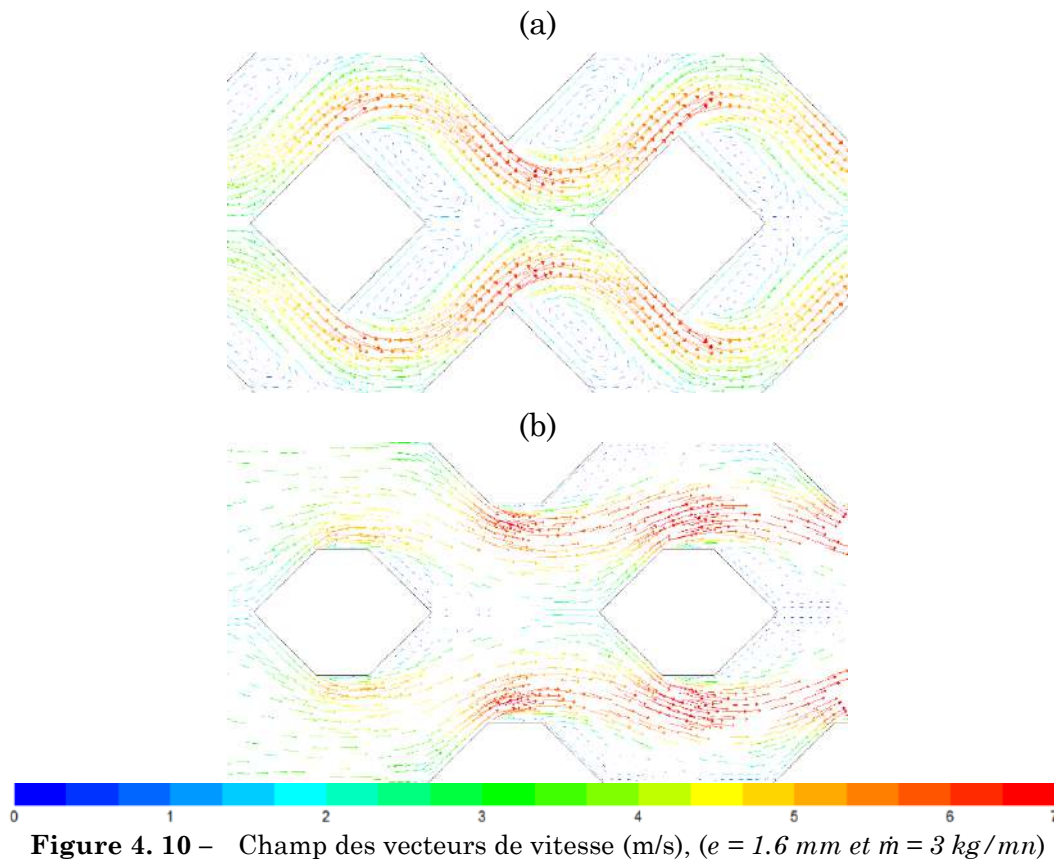 (a)
(b)
0 1 2 3 4 5 6 7
Figure 4. 10 – Champ des vecteurs de vitesse (m/s), (e = 1.6 mm et ṁ = 3 kg/mn)